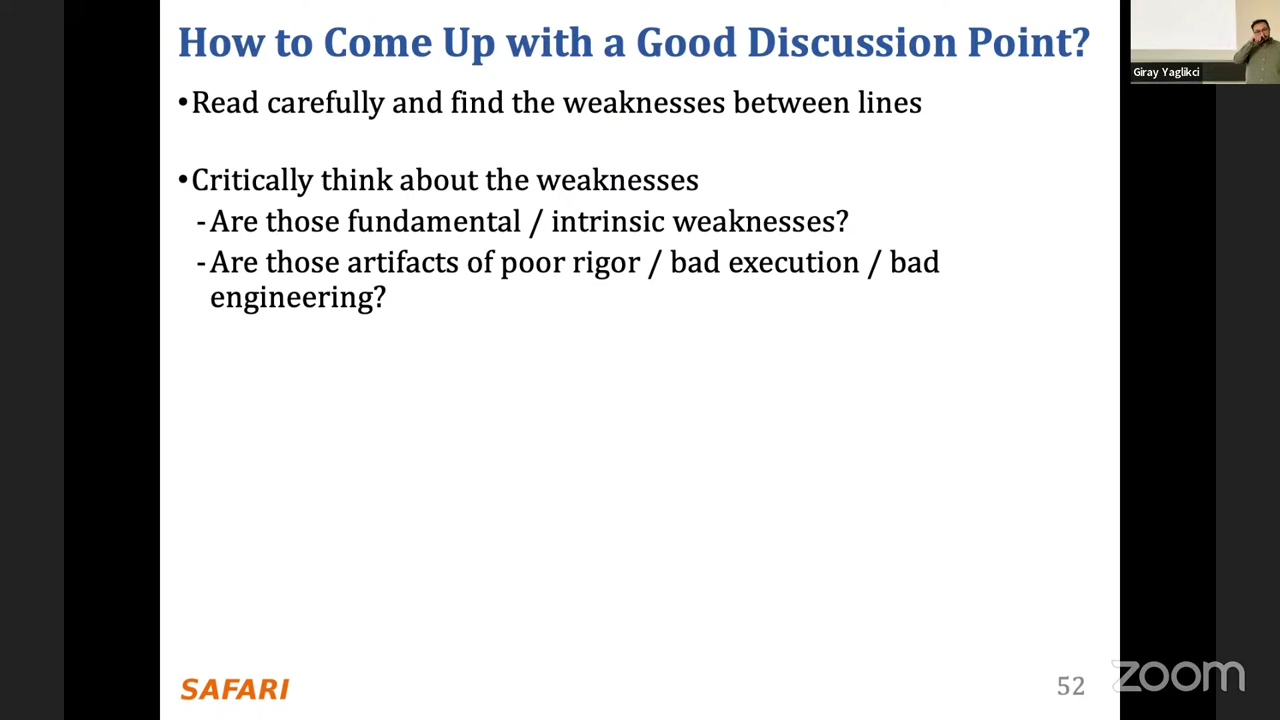 How to Come Up with a Good Discussion Point?
Giray Yaglikci
•Read carefully and find the weaknesses between lines
•Critically think about the weaknesses
-Are those fundamental / intrinsic weaknesses?
-Are those artifacts of poor rigor / bad execution / bad
engineering?
SAFARI
52
zoom